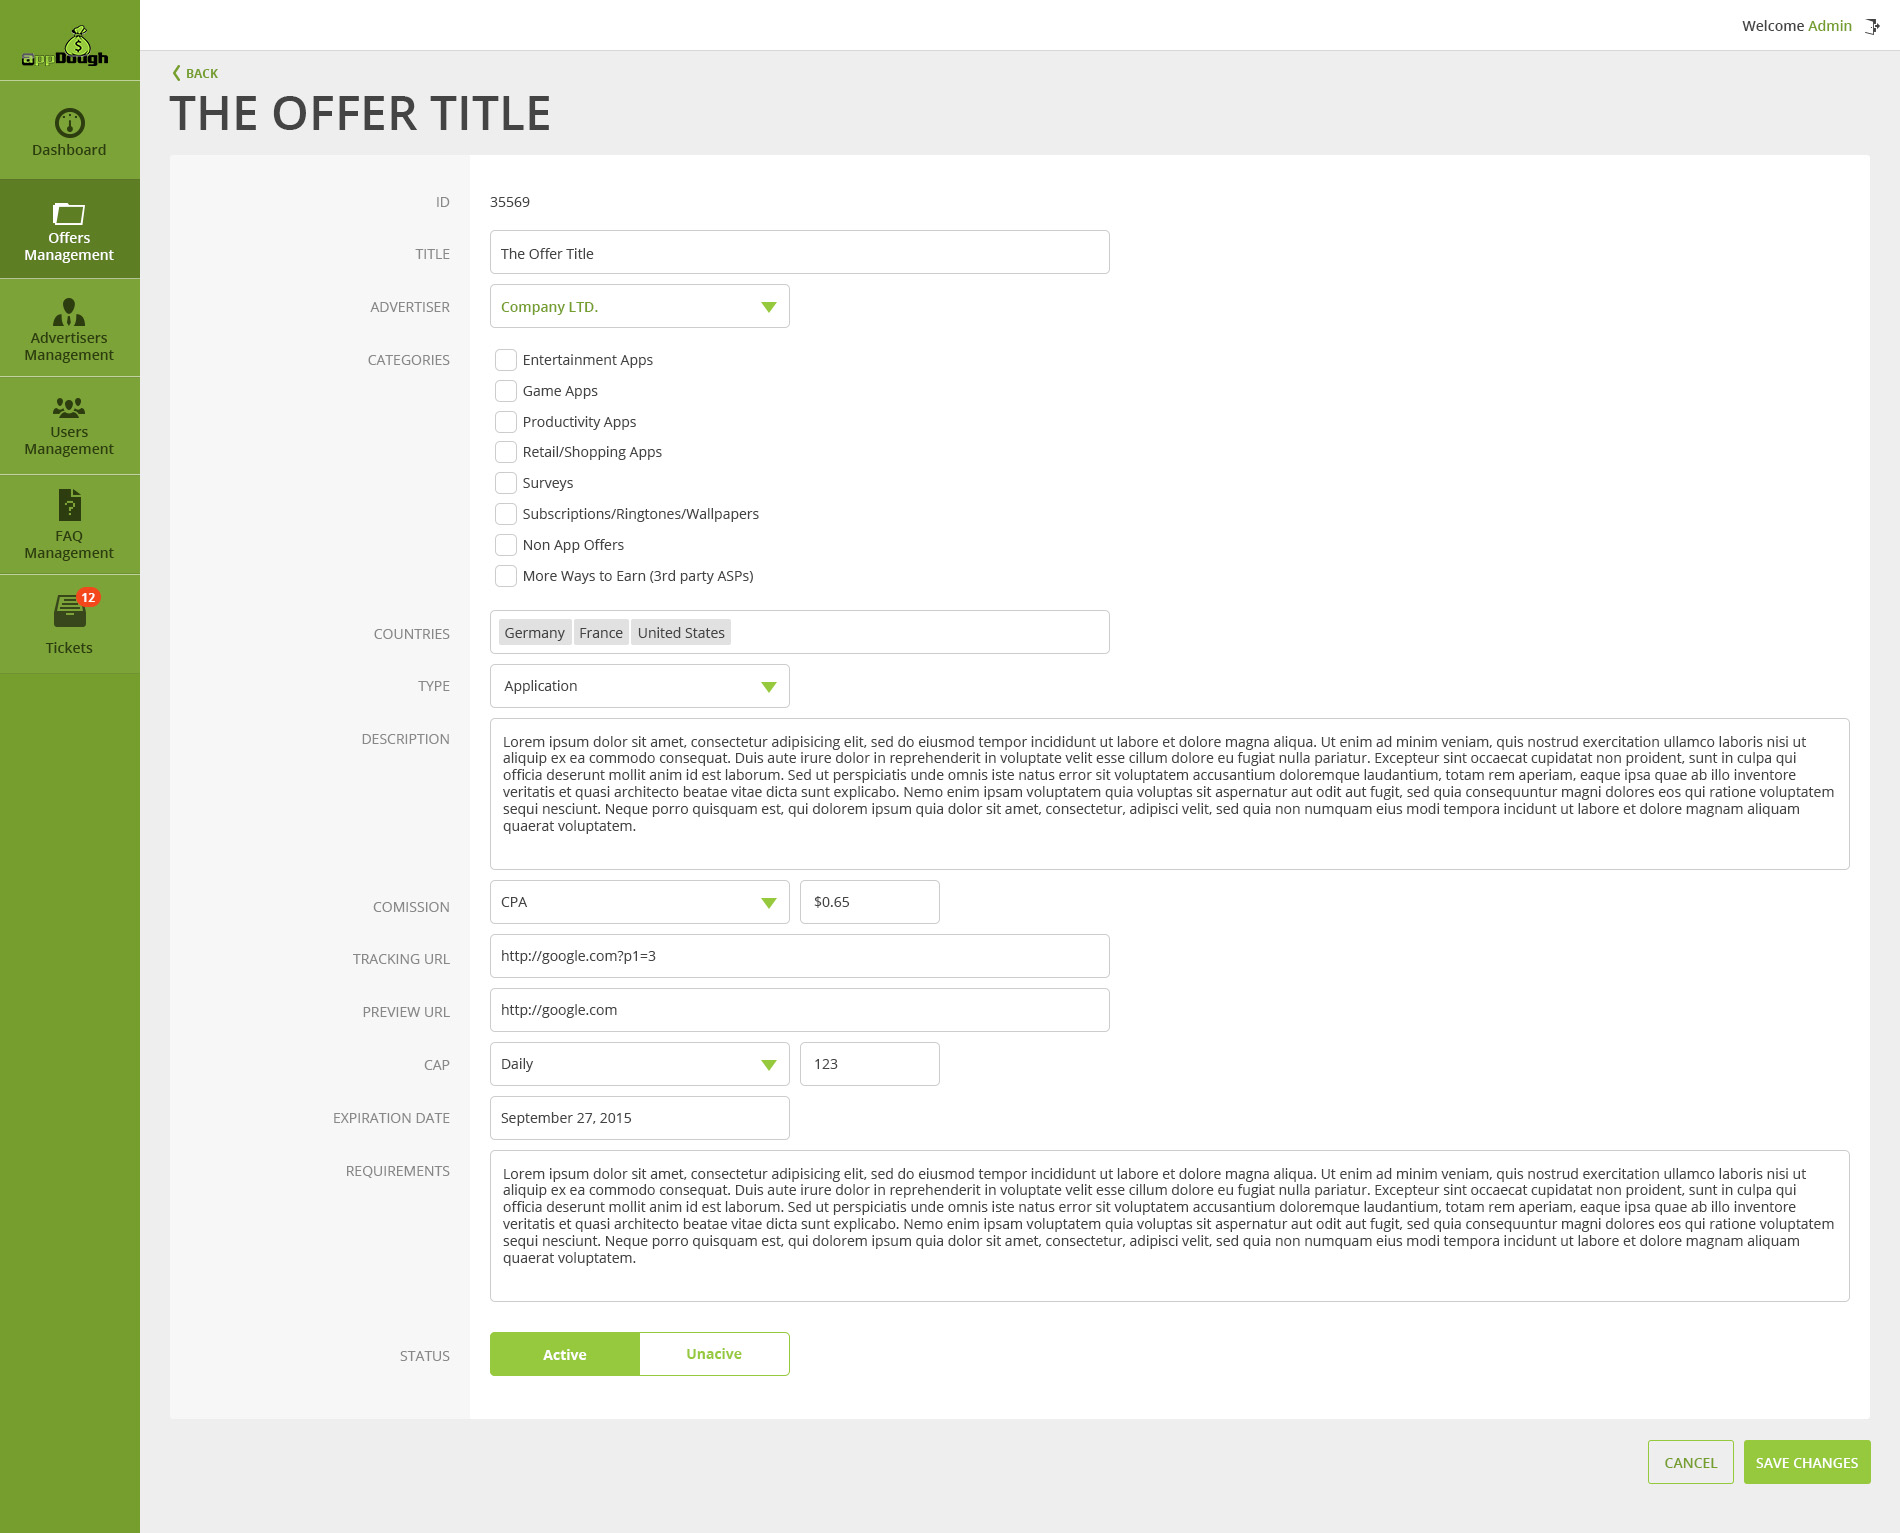 appDough
Welcome Admin
BACK
THE OFFER TITLE
Dashboard
Offers
Management
Advertisers
Management
Users
Management
FAQ
Management
12
Tickets
ID 35569
TITLE The Offer Title
ADVERTISER Company LTD.
CATEGORIES Entertainment Apps
Game Apps
Productivity Apps
Retail/Shopping Apps
Surveys
Subscriptions/Ringtones/Wallpapers
Non App Offers
More Ways to Earn (3rd party ASPs)
COUNTRIES Germany France United States
TYPE Application
DESCRIPTION Lorem ipsum dolor sit amet, consectetur adipisicing elit, sed do eiusmod tempor incididunt ut labore et dolore magna aliqua. Ut enim ad minim veniam, quis nostrud exercitation ullamco laboris nisi ut
aliquip ex ea commodo consequat. Duis aute irure dolor in reprehenderit in voluptate velit esse cillum dolore eu fugiat nulla pariatur. Excepteur sint occaecat cupidatat non proident, sunt in culpa qui
officia deserunt mollit anim id est laborum. Sed ut perspiciatis unde omnis iste natus error sit voluptatem accusantium doloremque laudantium, totam rem aperiam, eaque ipsa quae ab illo inventore
veritatis et quasi architecto beatae vitae dicta sunt explicabo. Nemo enim ipsam voluptatem quia voluptas sit aspernatur aut odit aut fugit, sed quia consequuntur magni dolores eos qui ratione voluptatem
sequi nesciunt. Neque porro quisquam est, qui dolorem ipsum quia dolor sit amet, consectetur, adipisci velit, sed quia non numquam eius modi tempora incidunt ut labore et dolore magnam aliquam
quaerat voluptatem.
COMISSION CPA $0.65
TRACKING URL http://google.com?p1=3
PREVIEW URL http://google.com
CAP Daily 123
EXPIRATION DATE September 27, 2015
REQUIREMENTS Lorem ipsum dolor sit amet, consectetur adipisicing elit, sed do eiusmod tempor incididunt ut labore et dolore magna aliqua. Ut enim ad minim veniam, quis nostrud exercitation ullamco laboris nisi ut
aliquip ex ea commodo consequat. Duis aute irure dolor in reprehenderit in voluptate velit esse cillum dolore eu fugiat nulla pariatur. Excepteur sint occaecat cupidatat non proident, sunt in culpa qui
officia deserunt mollit anim id est laborum. Sed ut perspiciatis unde omnis iste natus error sit voluptatem accusantium doloremque laudantium, totam rem aperiam, eaque ipsa quae ab illo inventore
veritatis et quasi architecto beatae vitae dicta sunt explicabo. Nemo enim ipsam voluptatem quia voluptas sit aspernatur aut odit aut fugit, sed quia consequuntur magni dolores eos qui ratione voluptatem
sequi nesciunt. Neque porro quisquam est, qui dolorem ipsum quia dolor sit amet, consectetur, adipisci velit, sed quia non numquam eius modi tempora incidunt ut labore et dolore magnam aliquam
quaerat voluptatem.
STATUS Active Unacive
CANCEL SAVE CHANGES